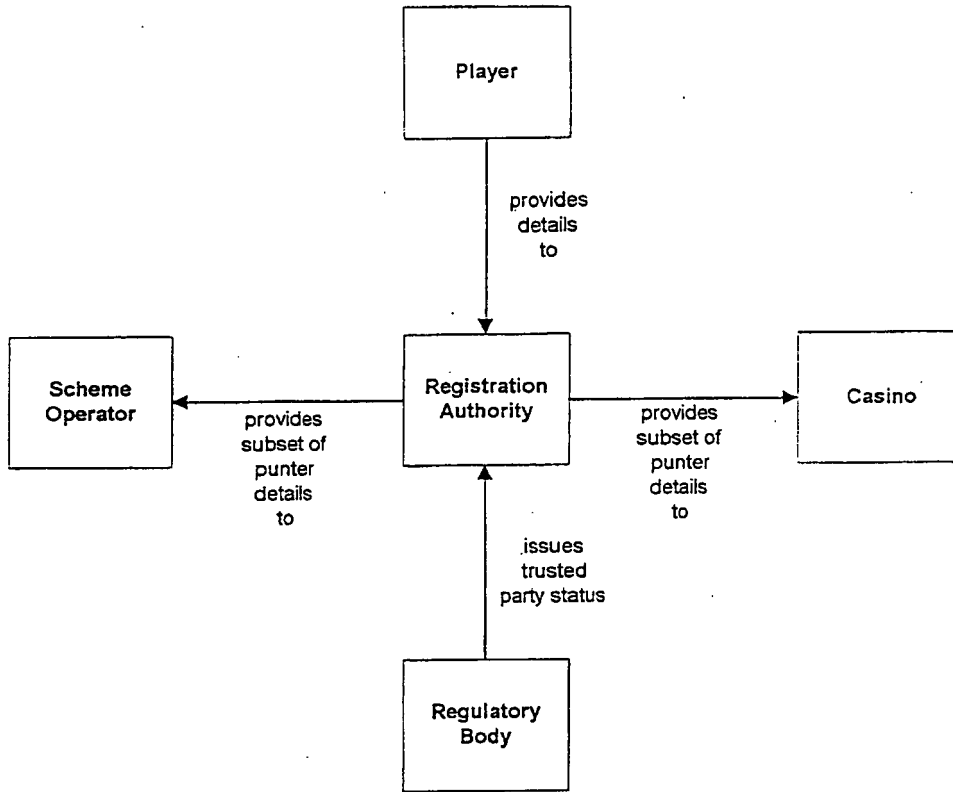 Player
provides
details
to
Scheme
Operator
Registration
Authority
Casino
provides
subset of
punter
details
to
provides
subset of
punter
details
to
issues
trusted
party status
Regulatory
Body